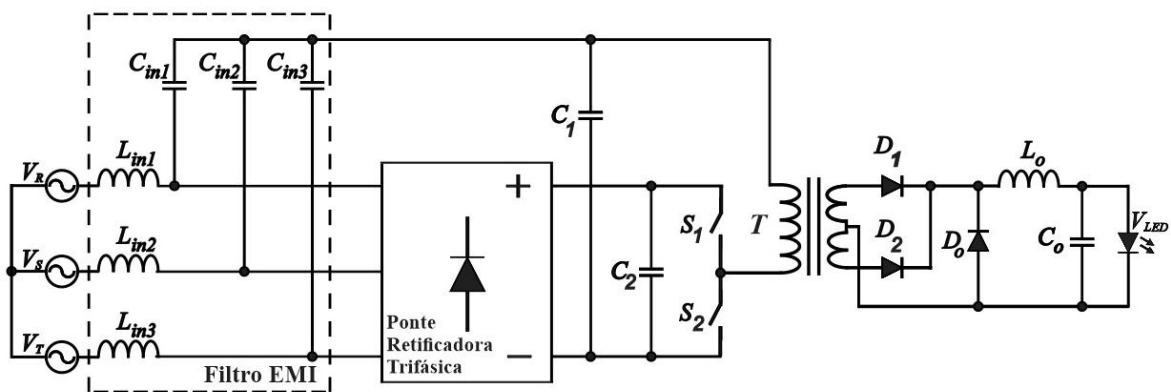 C_in1 C_in2 C_in3
C_1
L_in1
V_R
D_1
L_o
+
S_1
T
V_LED
L_in2
V_S
D_2
D_o
C_o
C_2
S_2
L_in3
V_T
Ponte
Retificadora
Trifásica
−
Filtro EMI